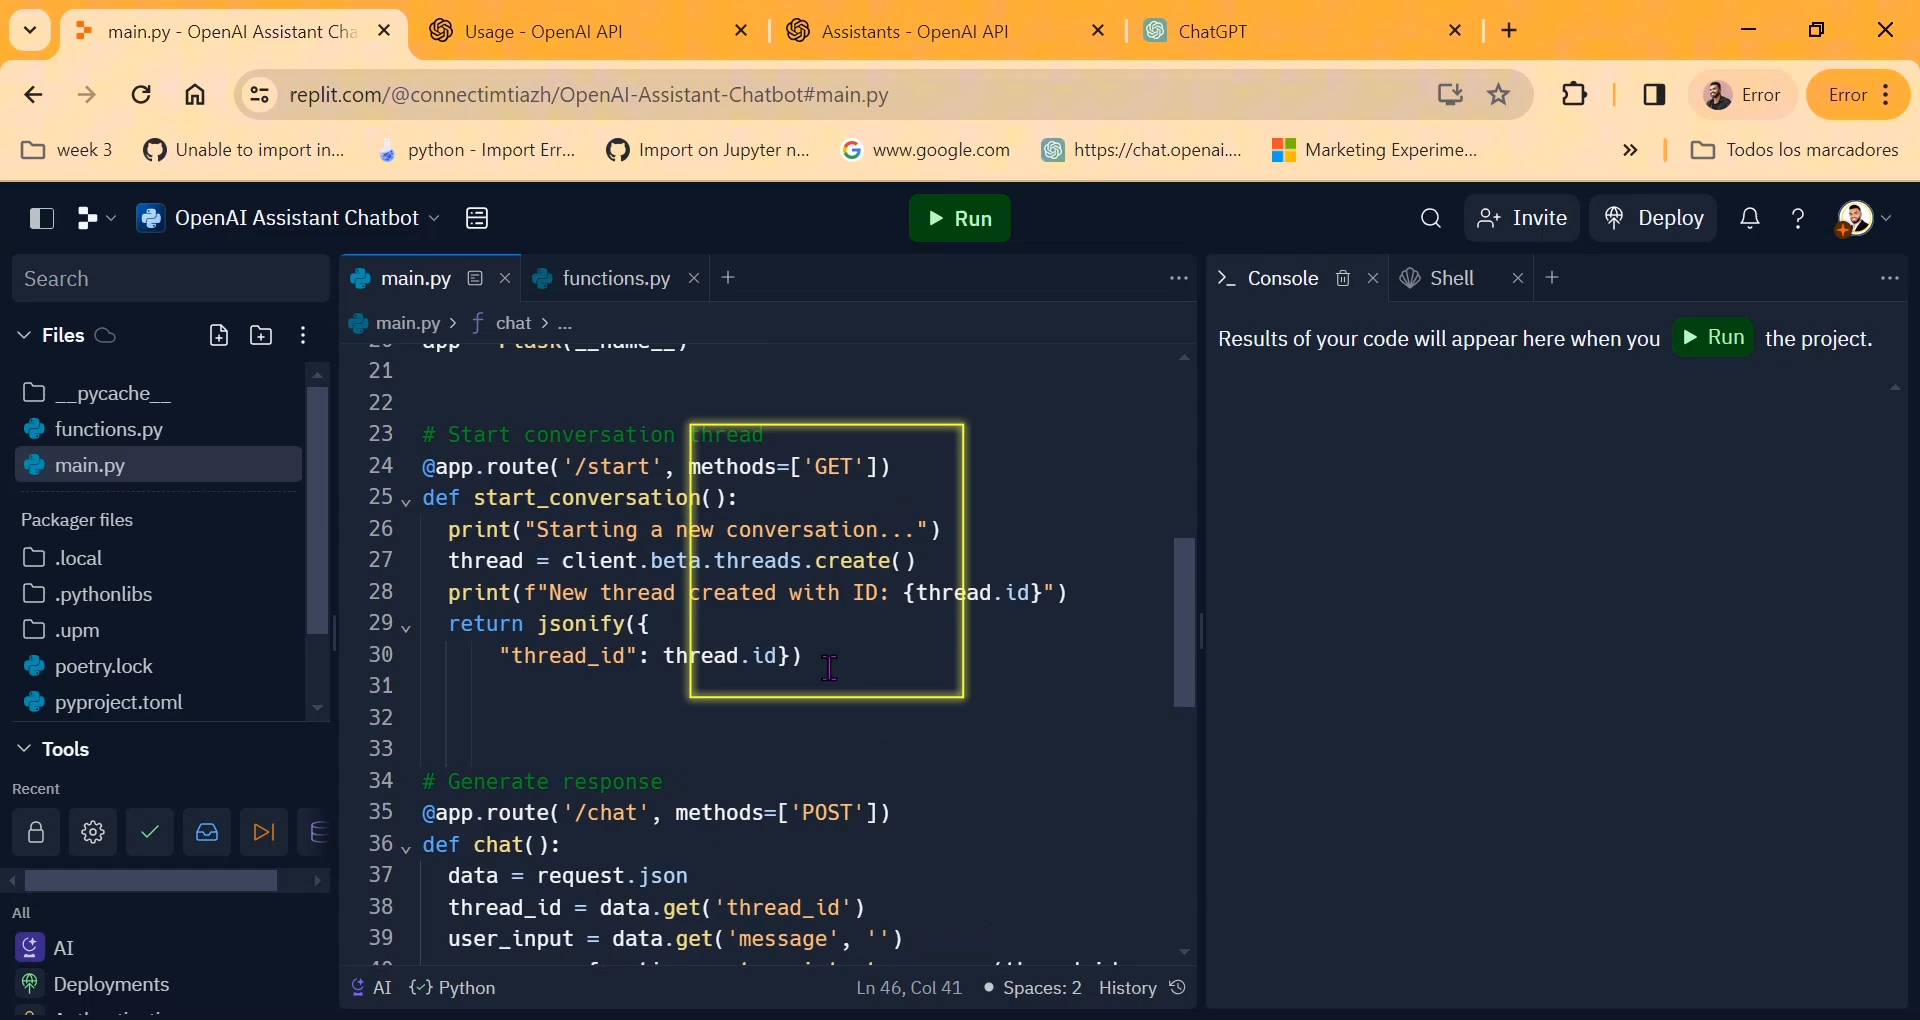 main.py - OpenAI Assistant Cha
Usage - OpenAI API
Assistants - OpenAI API
ChatGPT
replit.com/@connectimtiazh/OpenAI-Assistant-Chatbot#main.py
Error
Error
week 3
Unable to import in...
python - Import Err...
Import on Jupyter n...
www.google.com
https://chat.openai....
Marketing Experime...
Todos los marcadores
OpenAI Assistant Chatbot
Run
Invite
Deploy
Search
Files
__pycache__
functions.py
main.py
Packager files
.local
.pythonlibs
.upm
poetry.lock
pyproject.toml
Tools
Recent
All
AI
Deployments
main.py
functions.py
main.py > chat > ...
20 app = Flask(__name__)
21
22
23 # Start conversation thread
24 @app.route('/start', methods=['GET'])
25 def start_conversation():
26 print("Starting a new conversation...")
27 thread = client.beta.threads.create()
28 print(f"New thread created with ID: {thread.id}")
29 return jsonify({
30 "thread_id": thread.id})
31
32
33
34 # Generate response
35 @app.route('/chat', methods=['POST'])
36 def chat():
37 data = request.json
38 thread_id = data.get('thread_id')
39 user_input = data.get('message', '')
AI
Python
Ln 46, Col 41
Spaces: 2
History
Console
Shell
Results of your code will appear here when you Run the project.